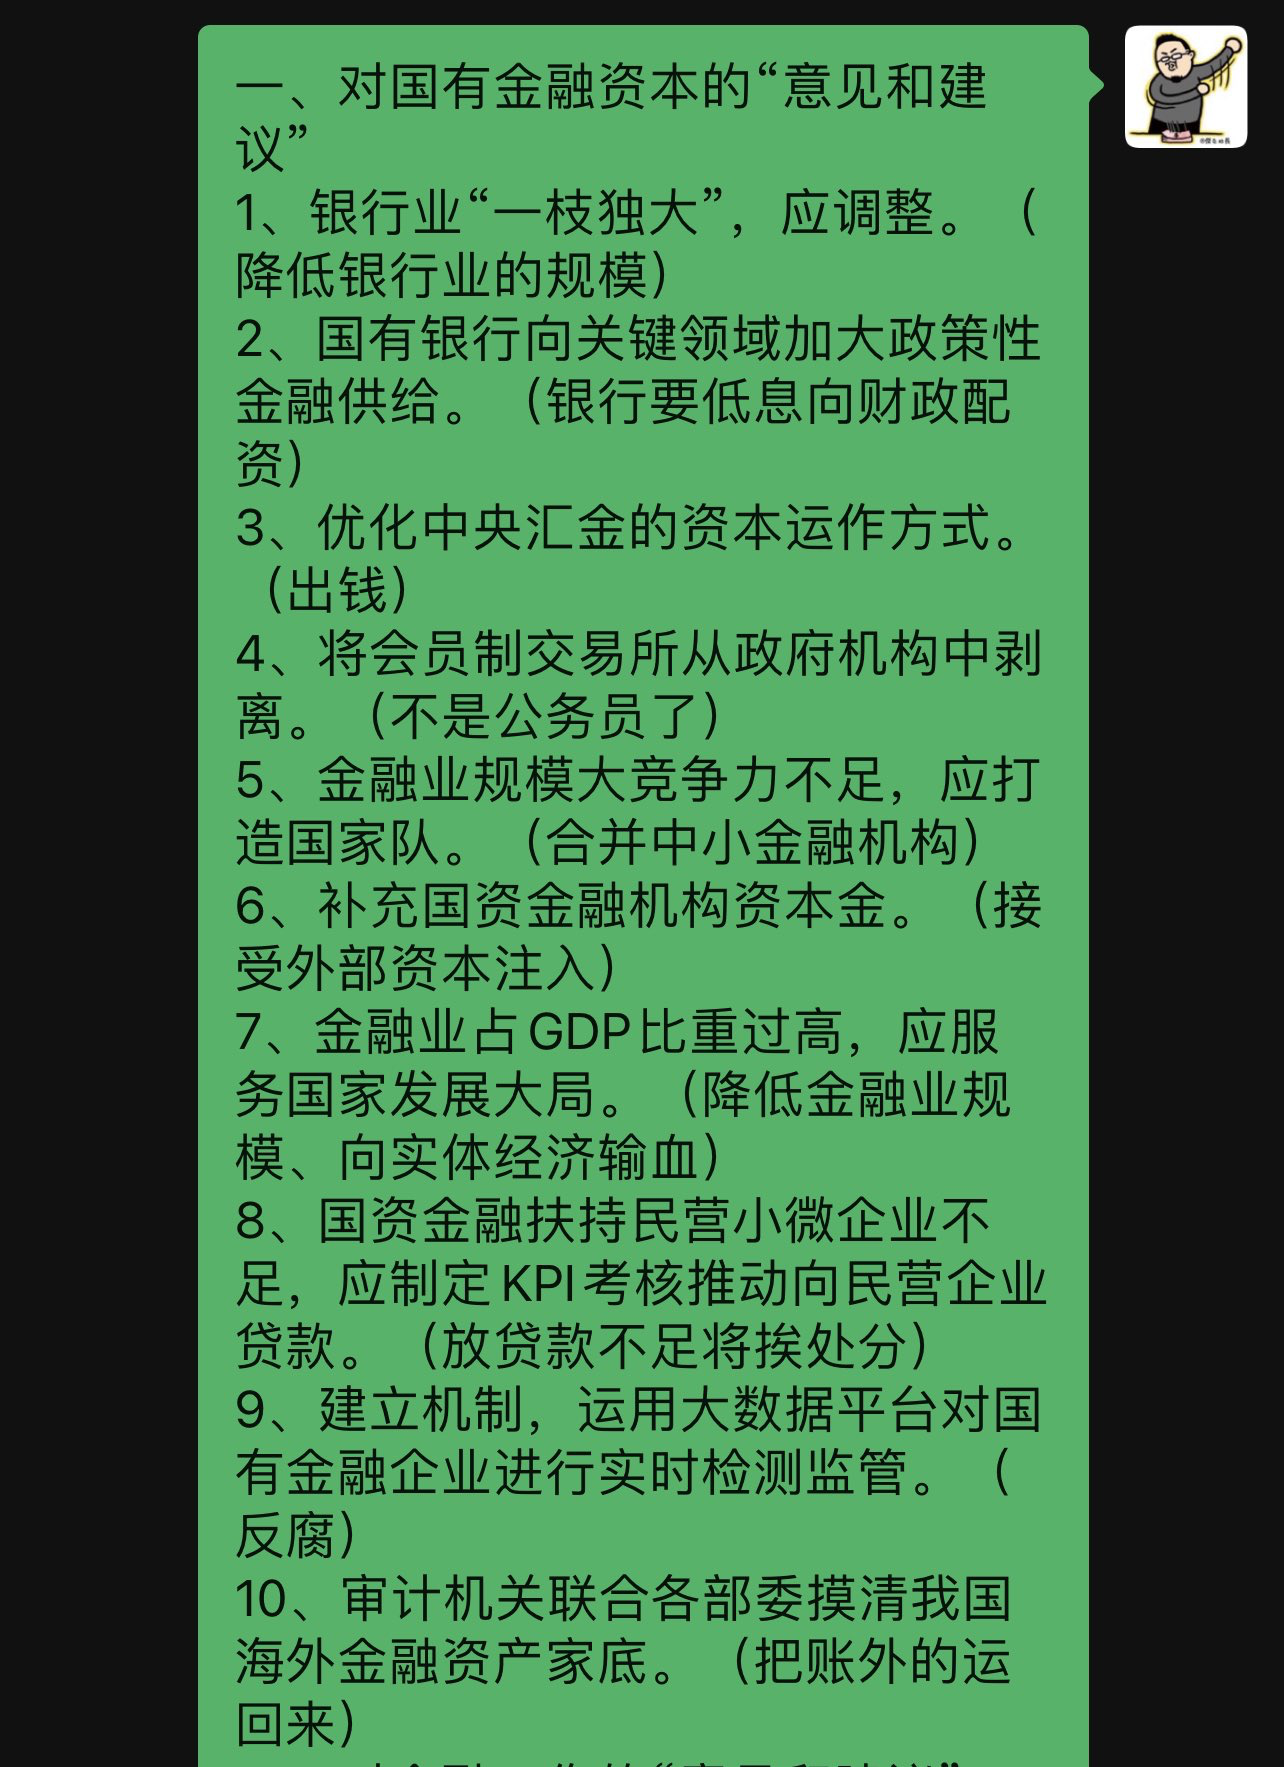 一、对国有金融资本的“意见和建
议”
1、银行业“一枝独大”，应调整。（
降低银行业的规模）
2、国有银行向关键领域加大政策性
金融供给。（银行要低息向财政配
资）
3、优化中央汇金的资本运作方式。
（出钱）
4、将会员制交易所从政府机构中剥
离。（不是公务员了）
5、金融业规模大竞争力不足，应打
造国家队。（合并中小金融机构）
6、补充国资金融机构资本金。（接
受外部资本注入）
7、金融业占GDP比重过高，应服
务国家发展大局。（降低金融业规
模、向实体经济输血）
8、国资金融扶持民营小微企业不
足，应制定KPI考核推动向民营企业
贷款。（放贷款不足将挨处分）
9、建立机制，运用大数据平台对国
有金融企业进行实时检测监管。（
反腐）
10、审计机关联合各部委摸清我国
海外金融资产家底。（把账外的运
回来）